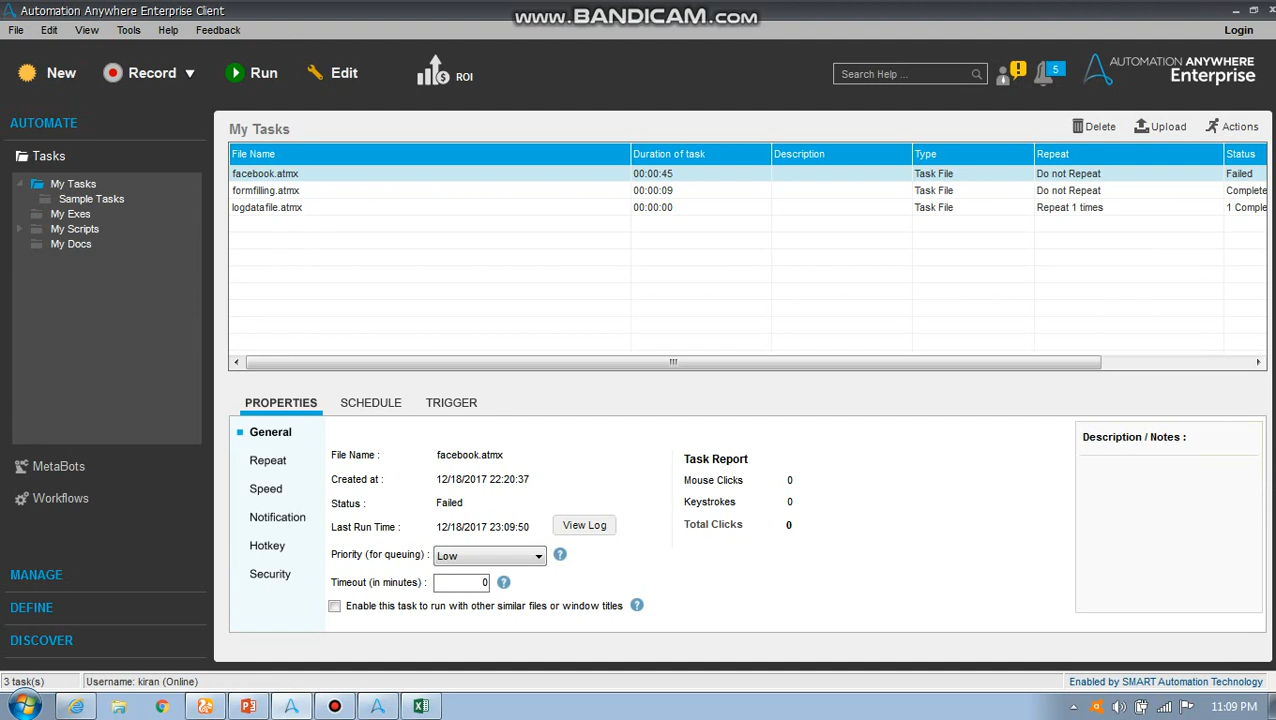 Automation Anywhere Enterprise Client
www.BANDICAM.com
File Edit View Tools Help Feedback Login
New Record Run Edit ROI
Search Help ...
5
AUTOMATION ANYWHERE
Enterprise
AUTOMATE
Tasks
My Tasks
Sample Tasks
My Exes
My Scripts
My Docs
MetaBots
Workflows
MANAGE
DEFINE
DISCOVER
My Tasks Delete Upload Actions
File Name Duration of task Description Type Repeat Status
facebook.atmx 00:00:45 Task File Do not Repeat Failed
formfilling.atmx 00:00:09 Task File Do not Repeat Complete
logdatafile.atmx 00:00:00 Task File Repeat 1 times 1 Comple
PROPERTIES SCHEDULE TRIGGER
General
Repeat
Speed
Notification
Hotkey
Security
File Name : facebook.atmx
Created at : 12/18/2017 22:20:37
Status : Failed
Last Run Time : 12/18/2017 23:09:50 View Log
Priority (for queuing) : Low ?
Timeout (in minutes) : 0 ?
Enable this task to run with other similar files or window titles ?
Task Report
Mouse Clicks 0
Keystrokes 0
Total Clicks 0
Description / Notes :
3 task(s) Username: kiran (Online) Enabled by SMART Automation Technology
11:09 PM